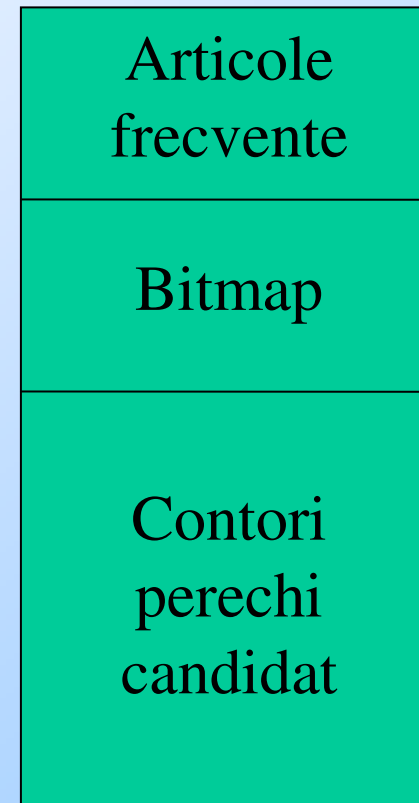 Articole
frecvente
Bitmap
Contori
perechi
candidat